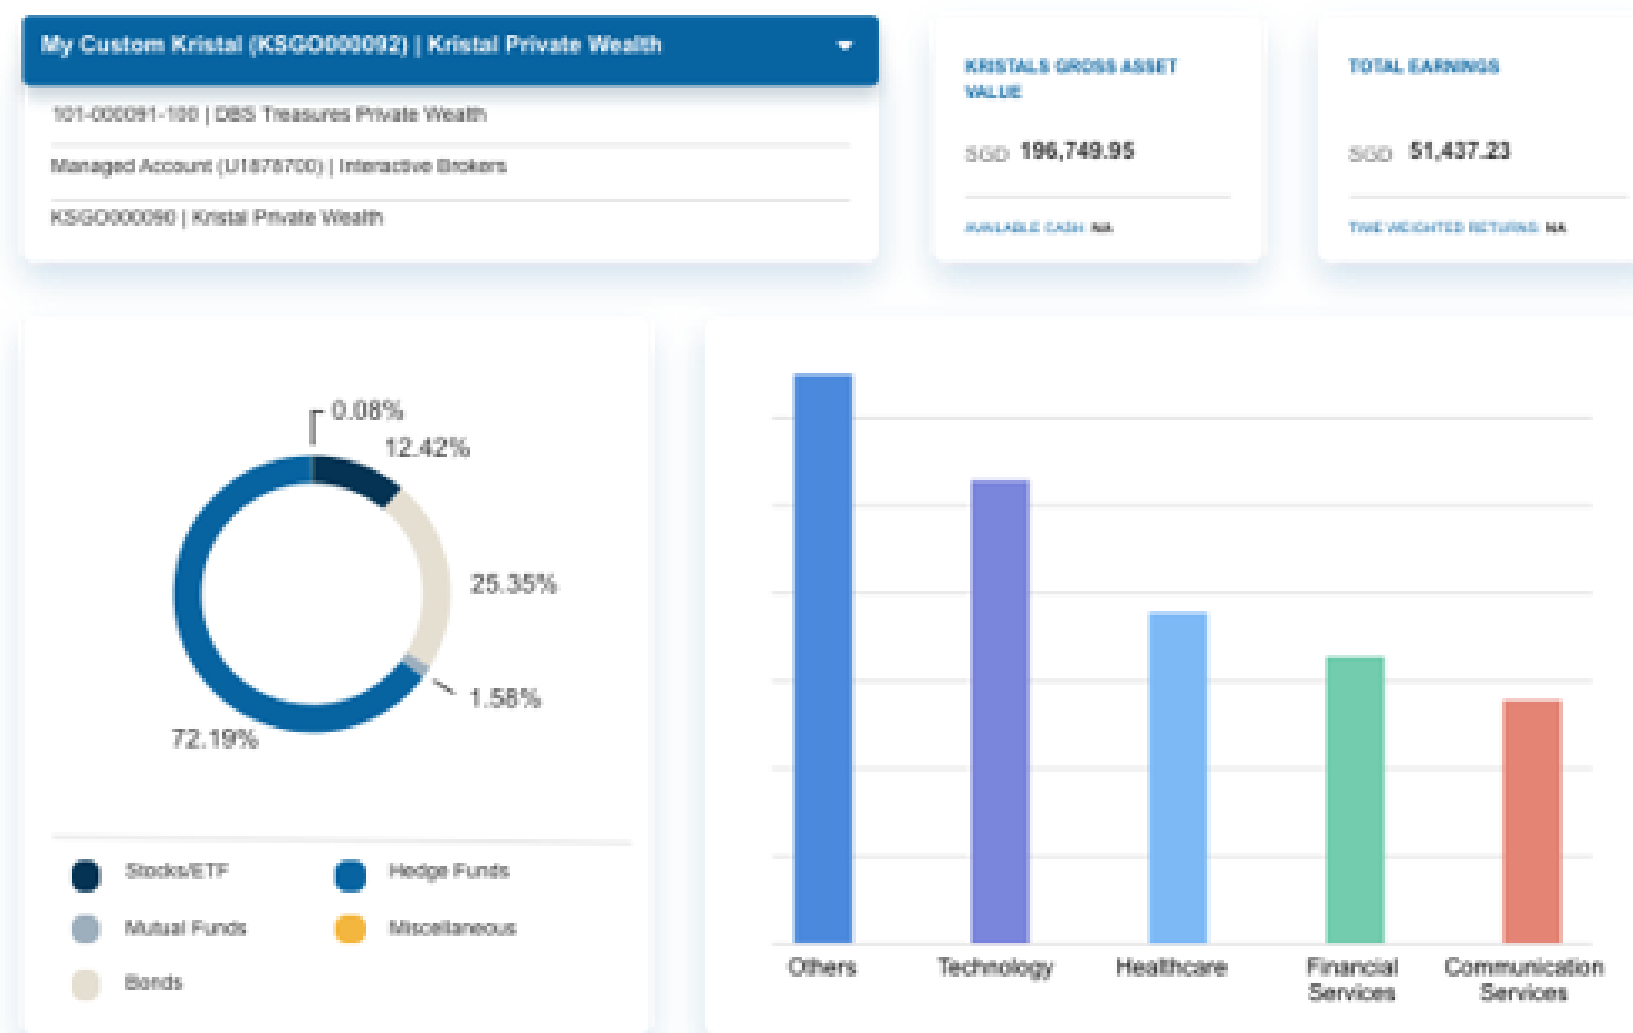 My Custom Kristal (KSGO000092) | Kristal Private Wealth
101-000091-100 | DBS Treasures Private Wealth
Managed Account (U1878700) | Interactive Brokers
KSGO000090 | Kristal Private Wealth
KRISTALS GROSS ASSET
VALUE
SGD 196,749.95
AVAILABLE CASH: NA
TOTAL EARNINGS
SGD 51,437.23
TIME WEIGHTED RETURNS: NA
0.08%
12.42%
25.35%
1.58%
72.19%
Stocks/ETF
Hedge Funds
Mutual Funds
Miscellaneous
Bonds
Others
Technology
Healthcare
Financial
Services
Communication
Services